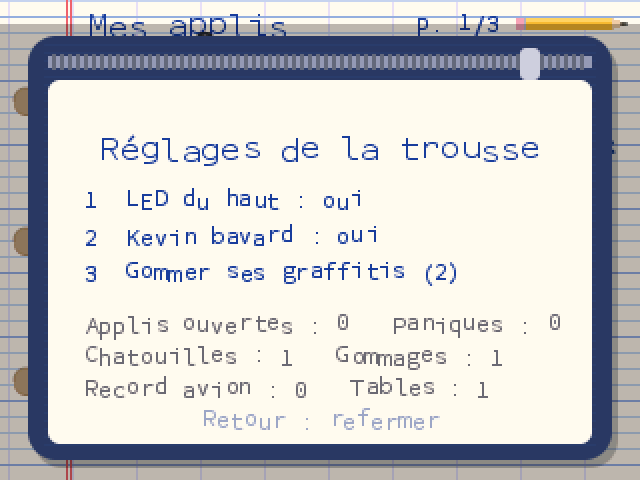 Mes applis p. 1/3
Réglages de la trousse
1 LED du haut : oui
2 Kevin bavard : oui
3 Gommer ses graffitis (2)
Applis ouvertes : 0 Paniques : 0
Chatouilles : 1 Gommages : 1
Record avion : 0 Tables : 1
Retour : refermer